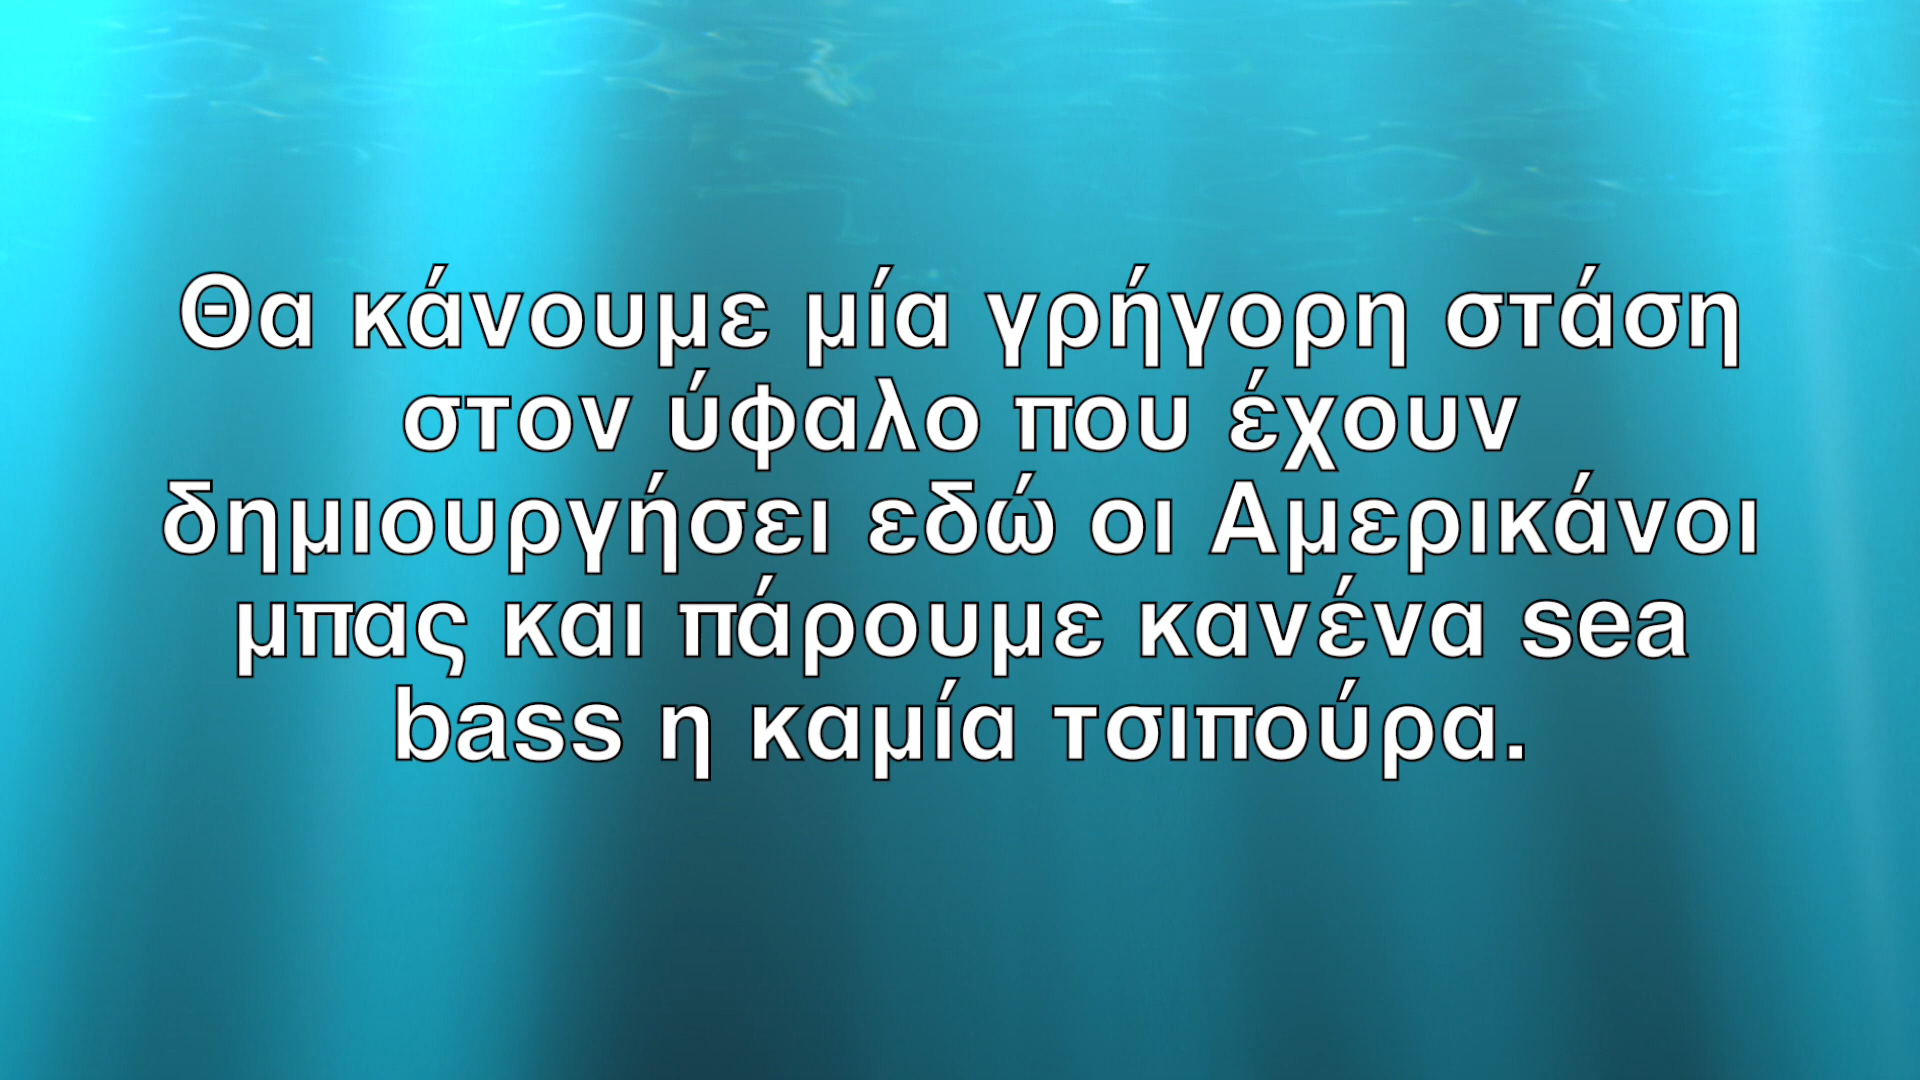 Θα κάνουμε μία γρήγορη στάση
στον ύφαλο που έχουν
δημιουργήσει εδώ οι Αμερικάνοι
μπας και πάρουμε κανένα sea
bass η καμία τσιπούρα.